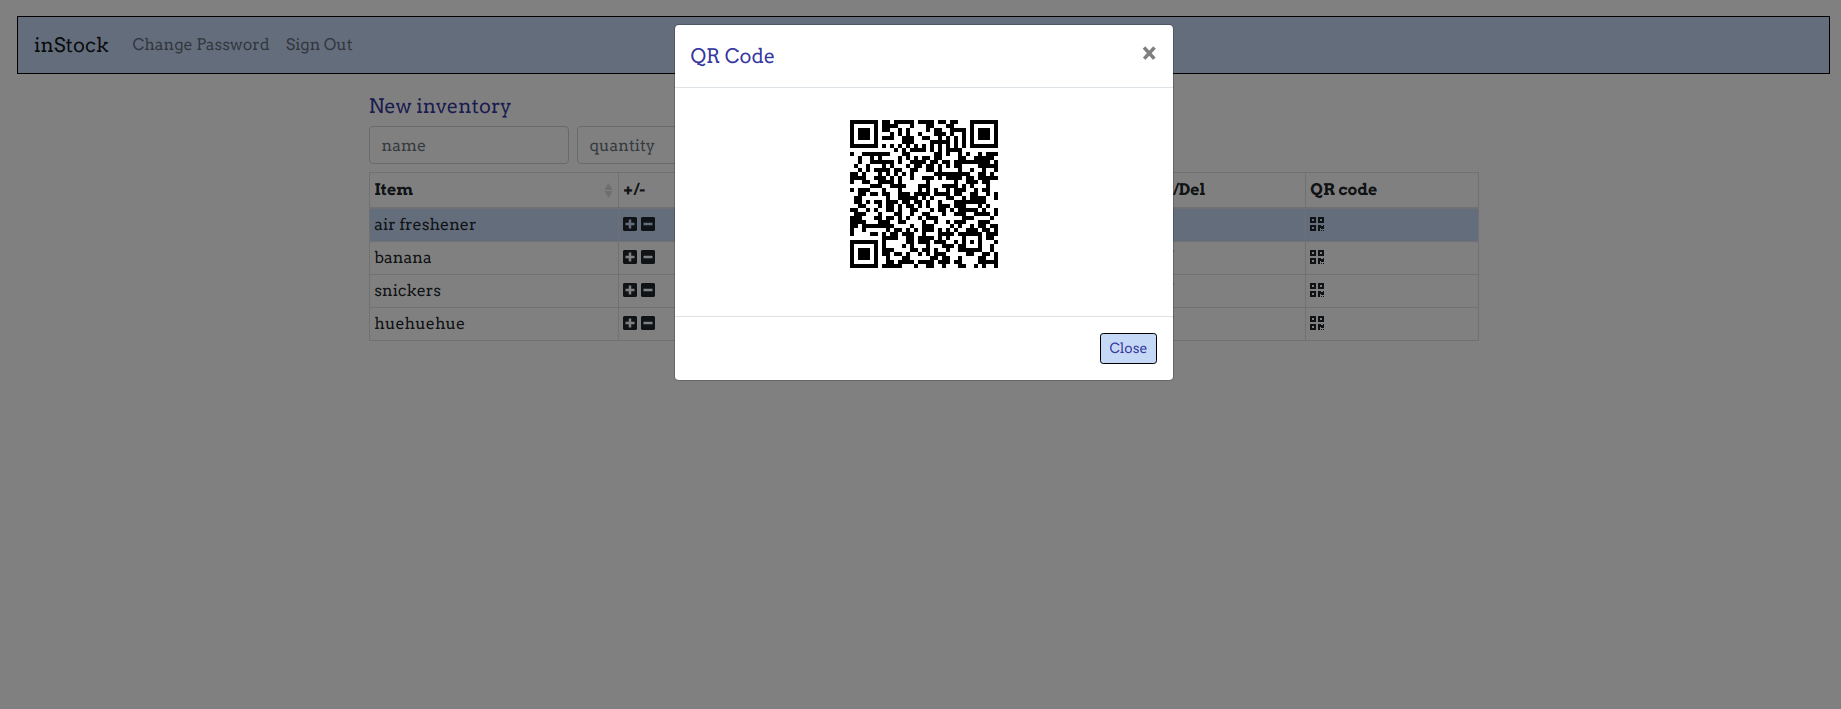 inStock Change Password Sign Out
QR Code ×
New inventory
name quantity
Item +/- /Del QR code
air freshener
banana
snickers
huehuehue
Close